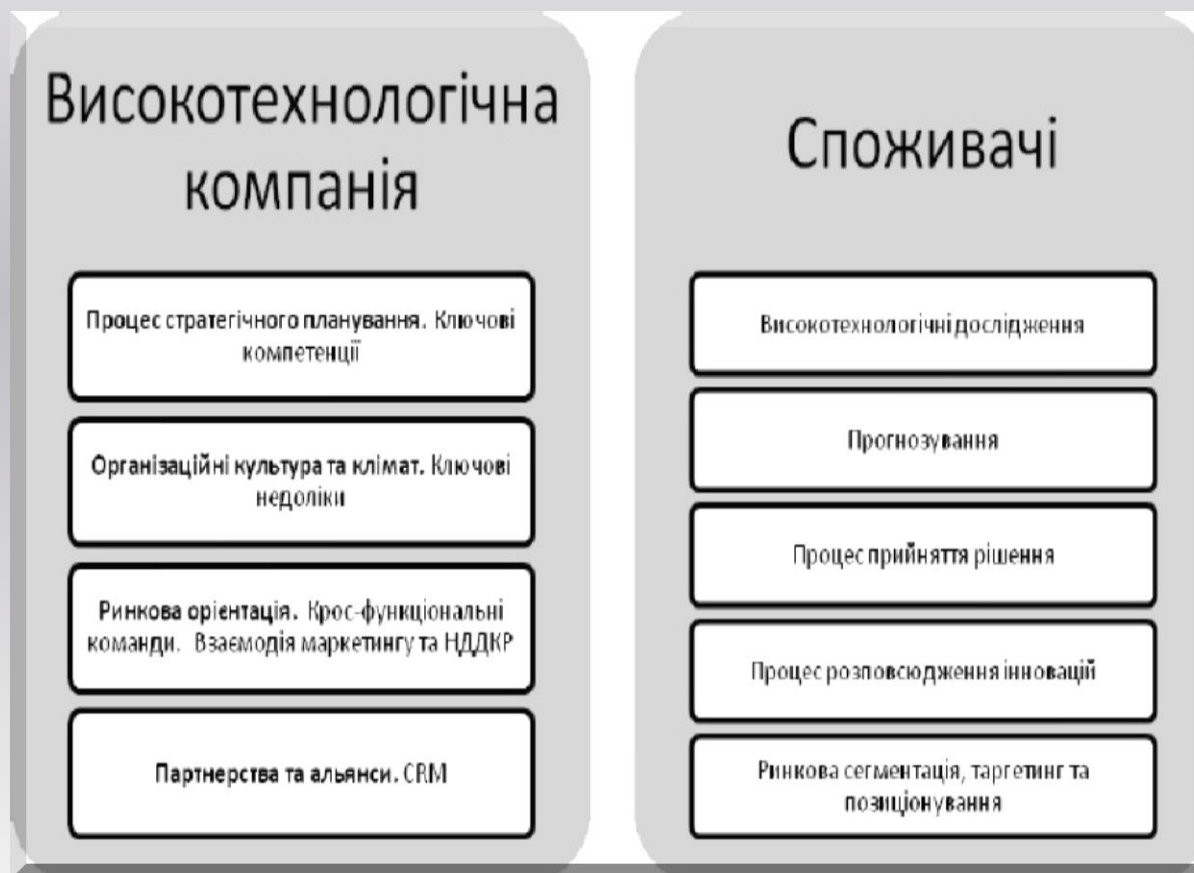 Високотехнологічна
компанія
Процес стратегічного планування. Ключові
компетенції
Організаційні культура та клімат. Ключові
недоліки
Ринкова орієнтація. Крос-функціональні
команди. Взаємодія маркетингу та НДДКР
Партнерства та альянси. CRM
Споживачі
Високотехнологічні дослідження
Прогнозування
Процес прийняття рішення
Процес розповсюдження інновацій
Ринкова сегментація, таргетинг та
позиціонування